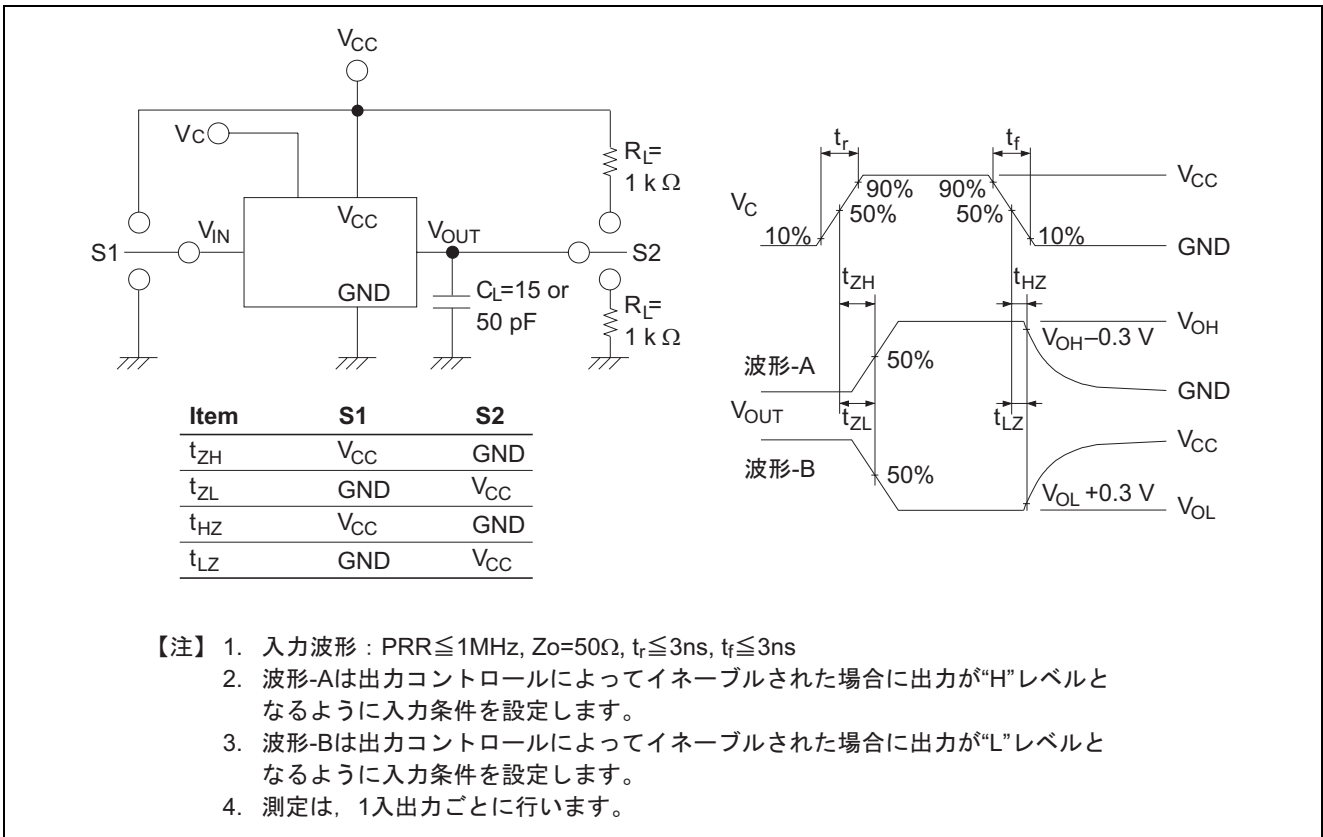 VCC
VC
RL=
1 k Ω
VCC
S1
VIN
VOUT
S2
GND
CL=15 or
50 pF
RL=
1 k Ω
Item S1 S2
tZH VCC GND
tZL GND VCC
tHZ VCC GND
tLZ GND VCC
tr
tf
VC
90%
90%
VCC
50%
50%
10%
10%
GND
tZH
tHZ
VOH
VOH–0.3 V
波形-A
50%
GND
VOUT
tZL
tLZ
VCC
波形-B
50%
VOL +0.3 V
VOL
【注】 1. 入力波形：PRR≦1MHz, Zo=50Ω, tr≦3ns, tf≦3ns
2. 波形-Aは出力コントロールによってイネーブルされた場合に出力が“H”レベルと
なるように入力条件を設定します。
3. 波形-Bは出力コントロールによってイネーブルされた場合に出力が“L”レベルと
なるように入力条件を設定します。
4. 測定は，1入出力ごとに行います。